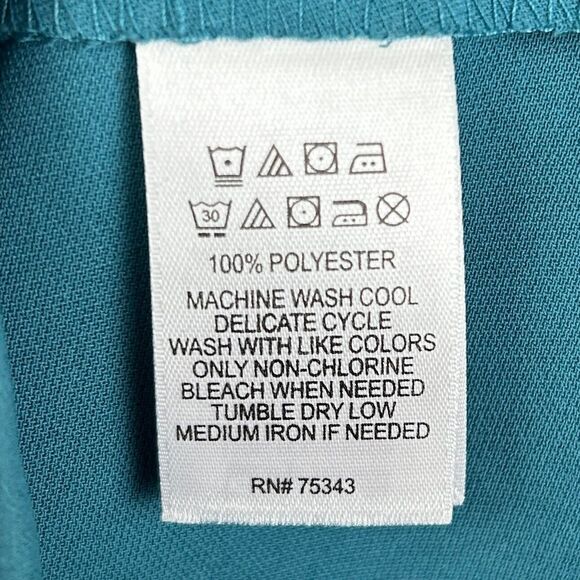 30
100% POLYESTER
MACHINE WASH COOL
DELICATE CYCLE
WASH WITH LIKE COLORS
ONLY NON-CHLORINE
BLEACH WHEN NEEDED
TUMBLE DRY LOW
MEDIUM IRON IF NEEDED
RN# 75343